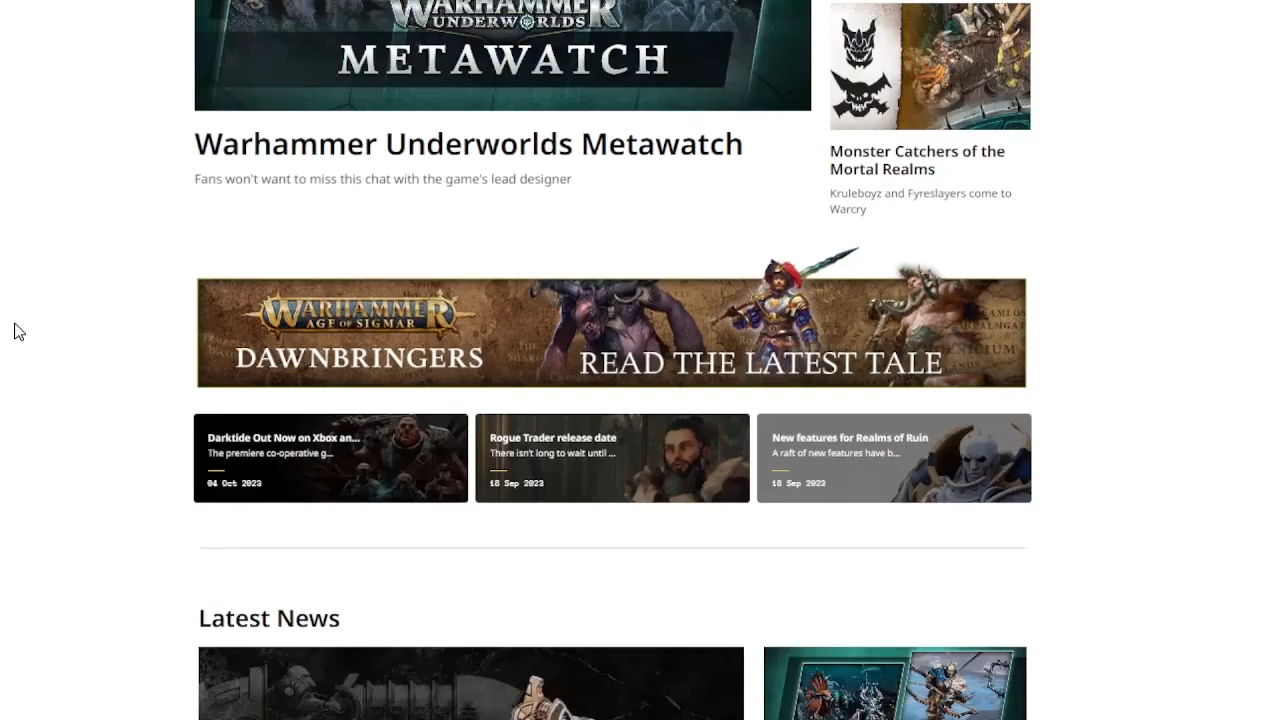 WARHAMMER
UNDERWORLDS
METAWATCH
Warhammer Underworlds Metawatch
Fans won't want to miss this chat with the game's lead designer
Monster Catchers of the
Mortal Realms
Kruleboyz and Fyreslayers come to
Warcry
WARHAMMER
AGE OF SIGMAR
DAWNBRINGERS
READ THE LATEST TALE
Darktide Out Now on Xbox an...
The premiere co-operative g...
04 Oct 2023
Rogue Trader release date
There isn't long to wait until ...
18 Sep 2023
New features for Realms of Ruin
A raft of new features have b...
18 Sep 2023
Latest News